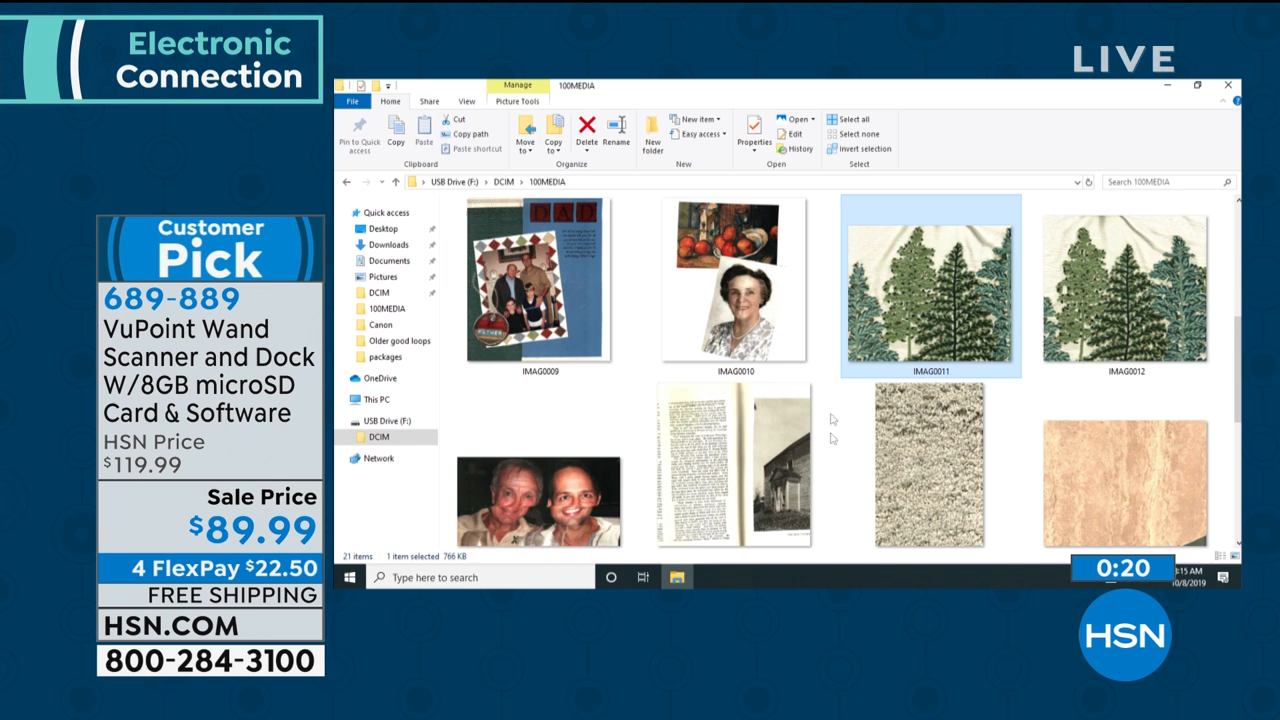 Electronic
Connection
LIVE
Customer
Pick
689-889
VuPoint Wand
Scanner and Dock
W/8GB microSD
Card & Software
HSN Price
$119.99
Sale Price
$89.99
4 FlexPay $22.50
FREE SHIPPING
HSN.COM
800-284-3100
Manage
100MEDIA
File
Home
Share
View
Picture Tools
Pin to Quick
access
Copy
Paste
Cut
Copy path
Paste shortcut
Clipboard
Move
to
Copy
to
Delete
Rename
Organize
New
folder
New item
Easy access
New
Properties
Open
Edit
History
Open
Select all
Select none
Invert selection
Select
USB Drive (F:) > DCIM > 100MEDIA
Search 100MEDIA
Quick access
Desktop
Downloads
Documents
Pictures
DCIM
100MEDIA
Canon
Older good loops
packages
OneDrive
This PC
USB Drive (F:)
DCIM
Network
DAD
IMAG0009
IMAG0010
IMAG0011
IMAG0012
21 items
1 item selected 766 KB
Type here to search
0:20
:15 AM
10/8/2019
HSN